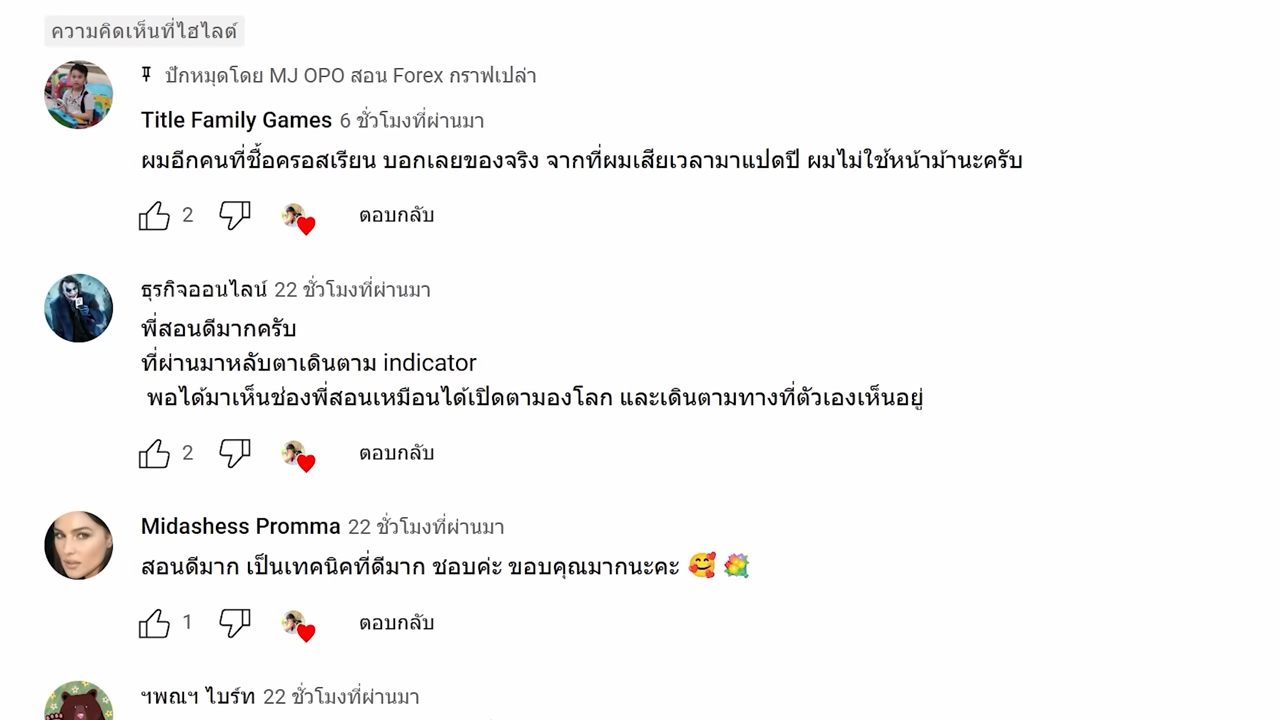 ความคิดเห็นที่ไฮไลต์
ปักหมุดโดย MJ OPO สอน Forex กราฟเปล่า
Title Family Games 6 ชั่วโมงที่ผ่านมา
ผมอีกคนที่ซื้อครอสเรียน บอกเลยของจริง จากที่ผมเสียเวลามาแปดปี ผมไม่ใช้หน้าม้านะครับ
2 ตอบกลับ
ธุรกิจออนไลน์ 22 ชั่วโมงที่ผ่านมา
พี่สอนดีมากครับ
ที่ผ่านมาหลับตาเดินตาม indicator
พอได้มาเห็นช่องพี่สอนเหมือนได้เปิดตามองโลก และเดินตามทางที่ตัวเองเห็นอยู่
2 ตอบกลับ
Midashess Promma 22 ชั่วโมงที่ผ่านมา
สอนดีมาก เป็นเทคนิคที่ดีมาก ชอบค่ะ ขอบคุณมากนะคะ 🥰 💐
1 ตอบกลับ
ฯพณฯ ไบร์ท 22 ชั่วโมงที่ผ่านมา